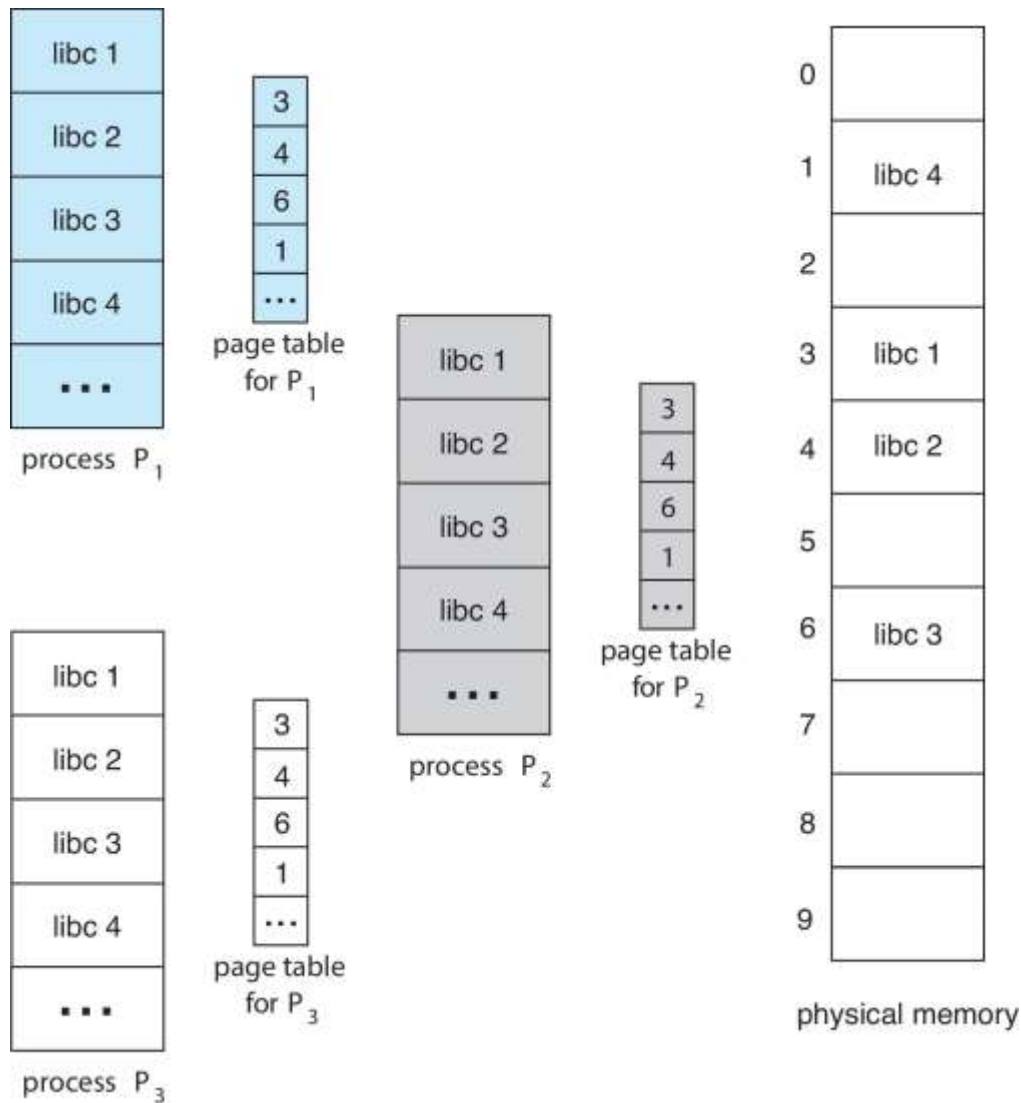 libc 1
libc 2
libc 3
libc 4
...
process P1
3
4
6
1
...
page table
for P1
libc 1
libc 2
libc 3
libc 4
...
process P2
3
4
6
1
...
page table
for P2
libc 1
libc 2
libc 3
libc 4
...
process P3
3
4
6
1
...
page table
for P3
0
1 libc 4
2
3 libc 1
4 libc 2
5
6 libc 3
7
8
9
physical memory